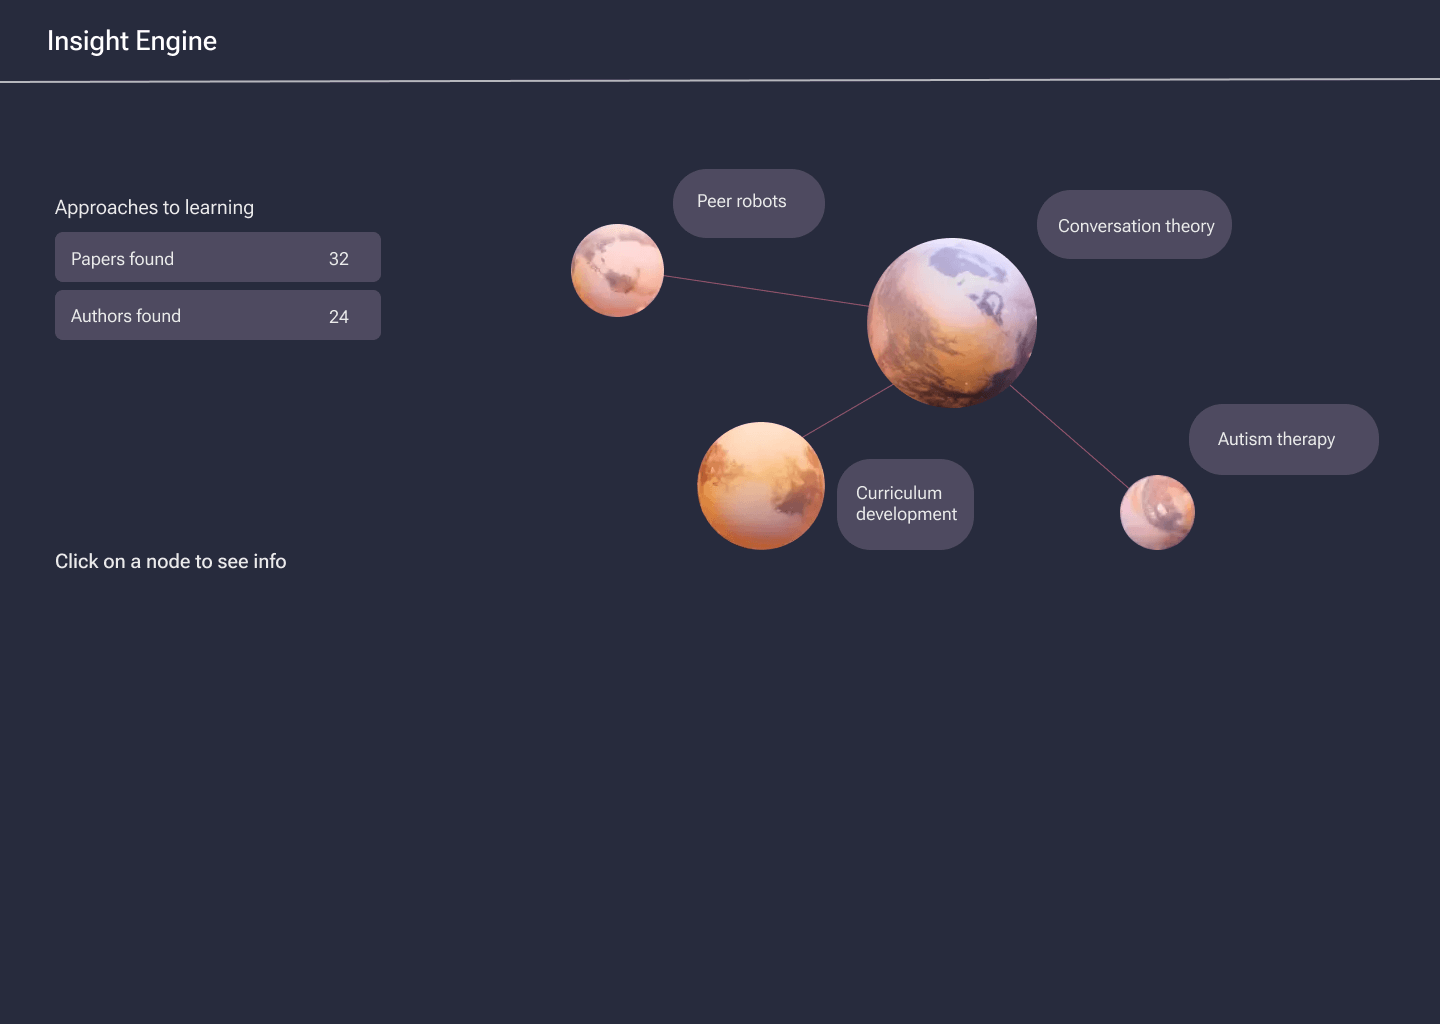 Insight Engine
Approaches to learning
Papers found 32
Authors found 24
Click on a node to see info
Peer robots
Conversation theory
Autism therapy
Curriculum
development